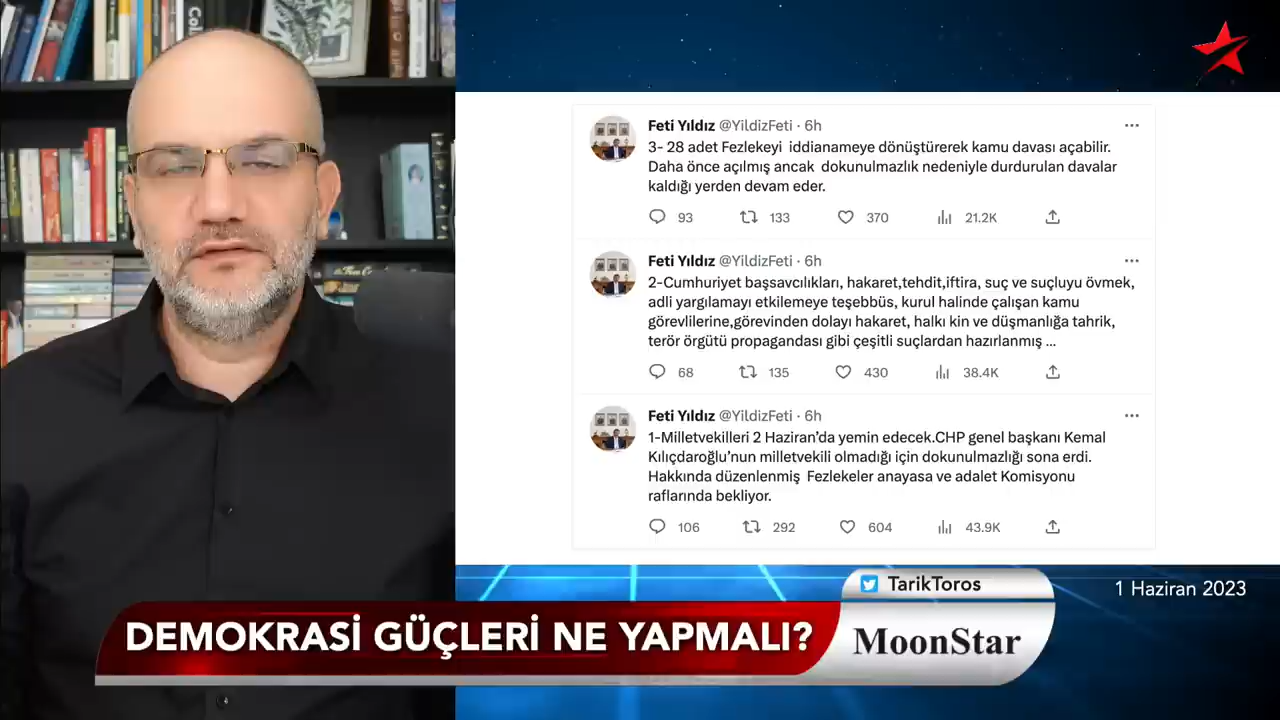 Feti Yıldız @YildizFeti · 6h
3- 28 adet Fezlekeyi iddianameye dönüştürerek kamu davası açabilir.
Daha önce açılmış ancak dokunulmazlık nedeniyle durdurulan davalar
kaldığı yerden devam eder.
93 133 370 21.2K
Feti Yıldız @YildizFeti · 6h
2-Cumhuriyet başsavcılıkları, hakaret,tehdit,iftira, suç ve suçluyu övmek,
adli yargılamayı etkilemeye teşebbüs, kurul halinde çalışan kamu
görevlilerine,görevinden dolayı hakaret, halkı kin ve düşmanlığa tahrik,
terör örgütü propagandası gibi çeşitli suçlardan hazırlanmış ...
68 135 430 38.4K
Feti Yıldız @YildizFeti · 6h
1-Milletvekilleri 2 Haziran’da yemin edecek.CHP genel başkanı Kemal
Kılıçdaroğlu’nun milletvekili olmadığı için dokunulmazlığı sona erdi.
Hakkında düzenlenmiş Fezlekeler anayasa ve adalet Komisyonu
raflarında bekliyor.
106 292 604 43.9K
TarikToros
1 Haziran 2023
DEMOKRASİ GÜÇLERİ NE YAPMALI?
MoonStar